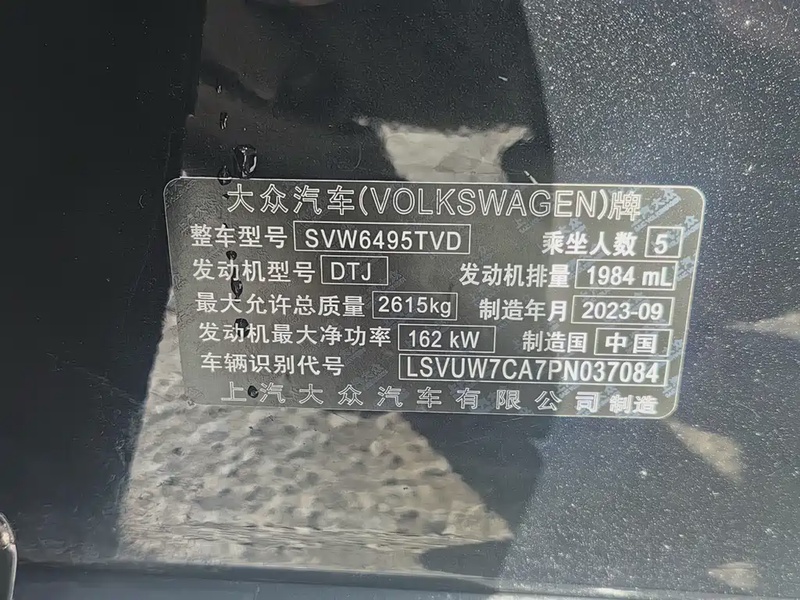 大众汽车(VOLKSWAGEN)牌
整车型号 SVW6495TVD 乘坐人数 5
发动机型号 DTJ 发动机排量 1984 mL
最大允许总质量 2615kg 制造年月 2023-09
发动机最大净功率 162 kW 制造国 中国
车辆识别代号 LSVUW7CA7PN037084
上汽大众汽车有限公司 制造